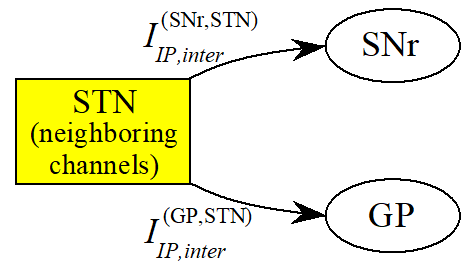 I_{IP,inter}^{(SNr,STN)}
SNr
STN
(neighboring
channels)
I_{IP,inter}^{(GP,STN)}
GP